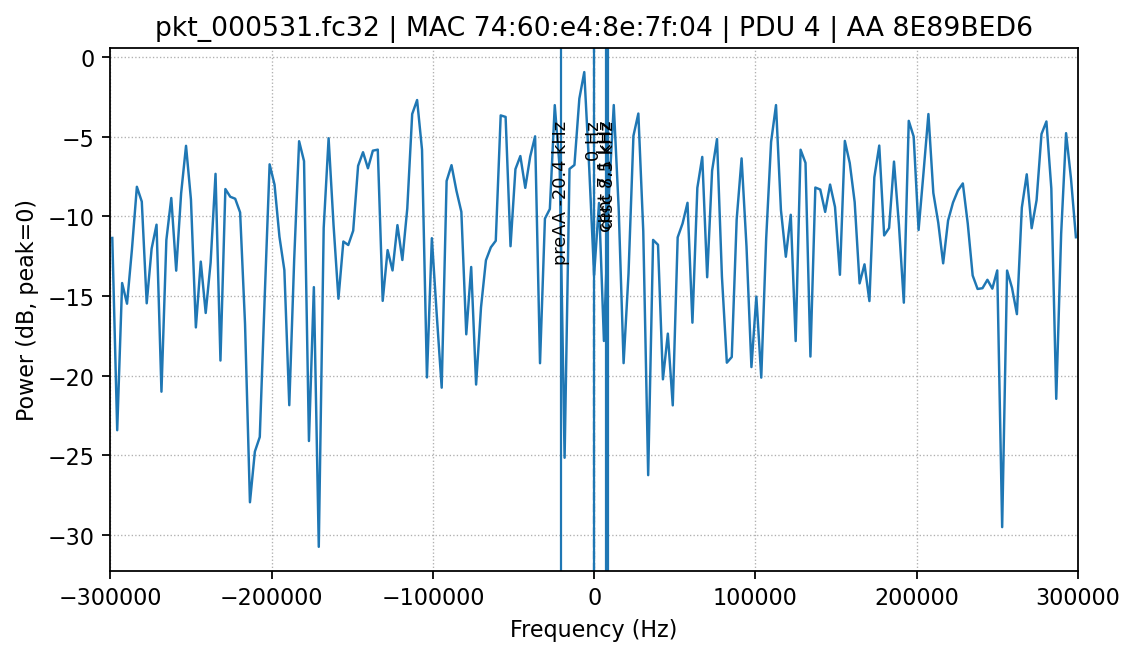 pkt_000531.fc32 | MAC 74:60:e4:8e:7f:04 | PDU 4 | AA 8E89BED6
Power (dB, peak=0)
0
−5
−10
−15
−20
−25
−30
preAA -20.4 kHz
0 Hz
−300000
−200000
−100000
0
100000
200000
300000
Frequency (Hz)